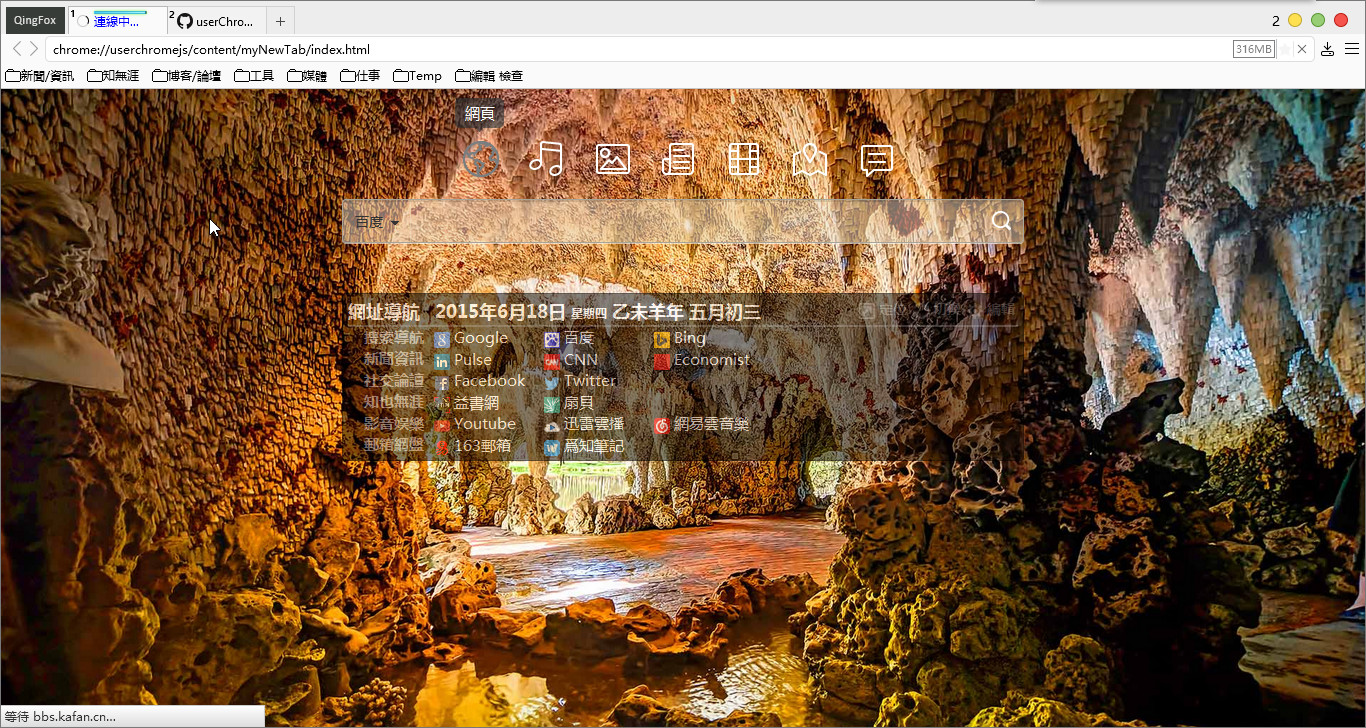 QingFox 1 連線中... 2 userChro... + 2
chrome://userchromejs/content/myNewTab/index.html 316MB
新聞/資訊 知無涯 博客/論壇 工具 媒體 仕事 Temp 編輯 檢查
網頁
百度
網址導航 2015年6月18日 星期四 乙未羊年 五月初三
搜索導航 Google 百度 Bing
新聞資訊 Pulse CNN Economist
社交論壇 Facebook Twitter
知也無涯 益書網 扇貝
影音娛樂 Youtube 迅雷雲播 網易雲音樂
郵箱網盤 163郵箱 爲知筆記
等待 bbs.kafan.cn...